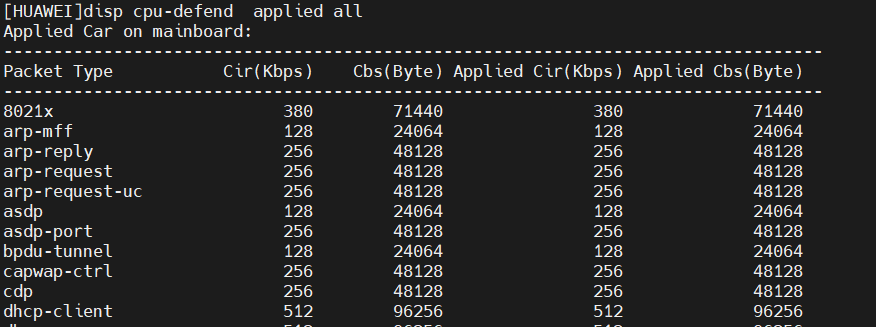 [HUAWEI]disp cpu-defend  applied all
Applied Car on mainboard:
----------------------------------------------------------------------------------
Packet Type           Cir(Kbps)    Cbs(Byte) Applied Cir(Kbps) Applied Cbs(Byte)
----------------------------------------------------------------------------------
8021x                       380        71440               380             71440
arp-mff                     128        24064               128             24064
arp-reply                   256        48128               256             48128
arp-request                 256        48128               256             48128
arp-request-uc              256        48128               256             48128
asdp                        128        24064               128             24064
asdp-port                   256        48128               256             48128
bpdu-tunnel                 128        24064               128             24064
capwap-ctrl                 256        48128               256             48128
cdp                         256        48128               256             48128
dhcp-client                 512        96256               512             96256